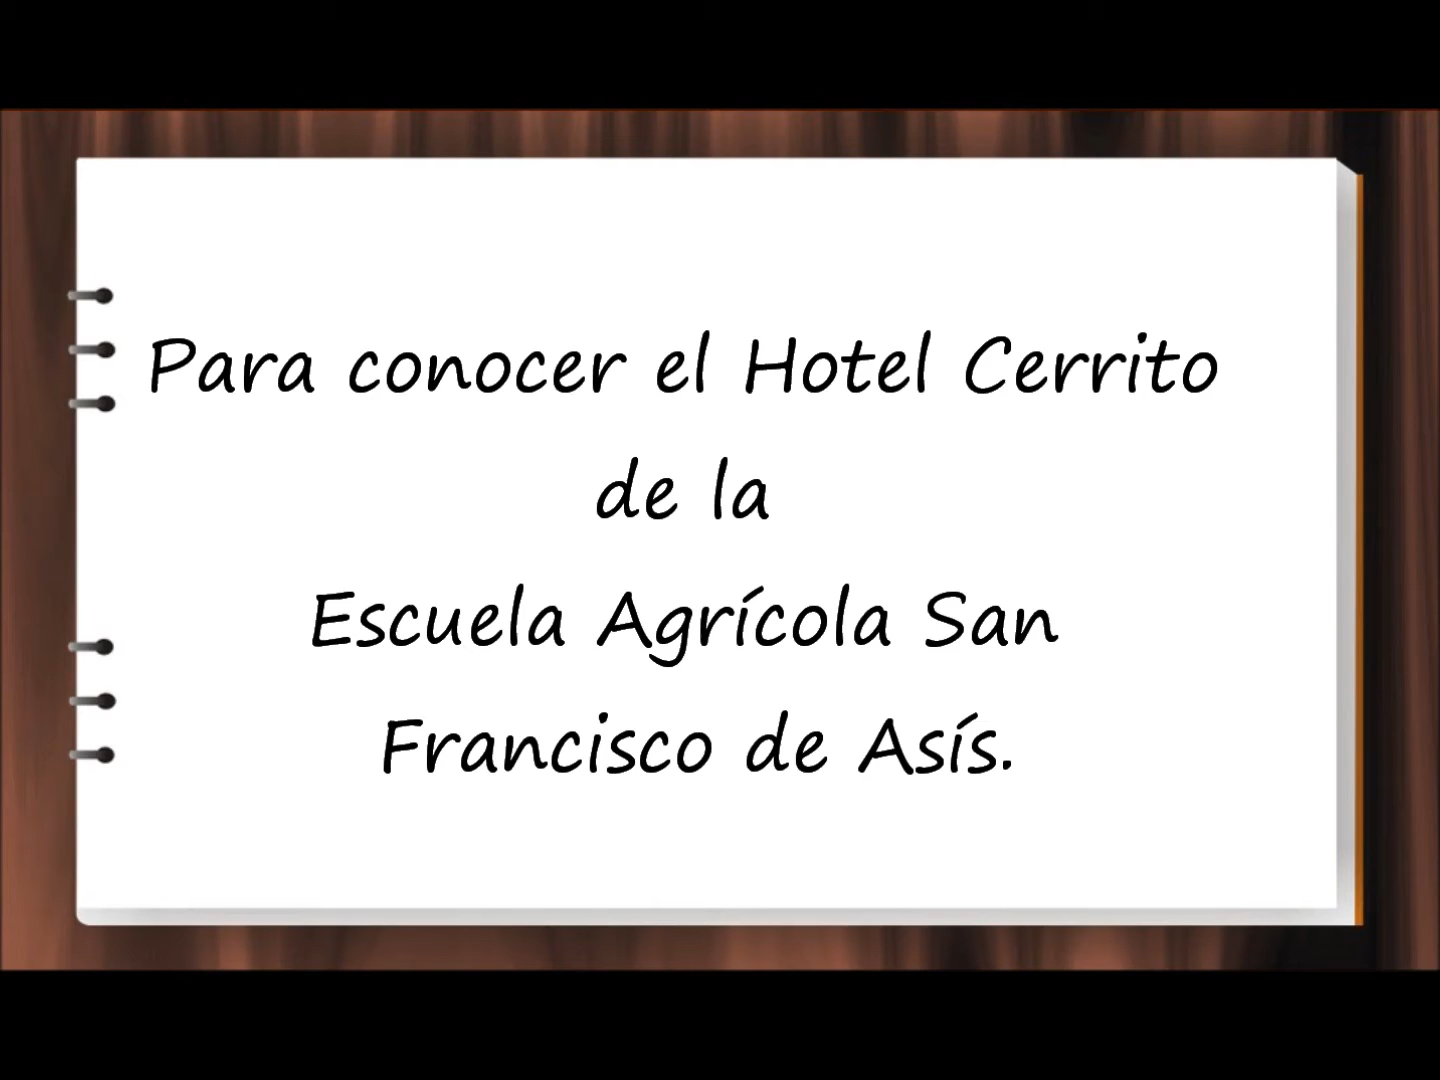 Para conocer el Hotel Cerrito
de la
Escuela Agrícola San
Francisco de Asís.